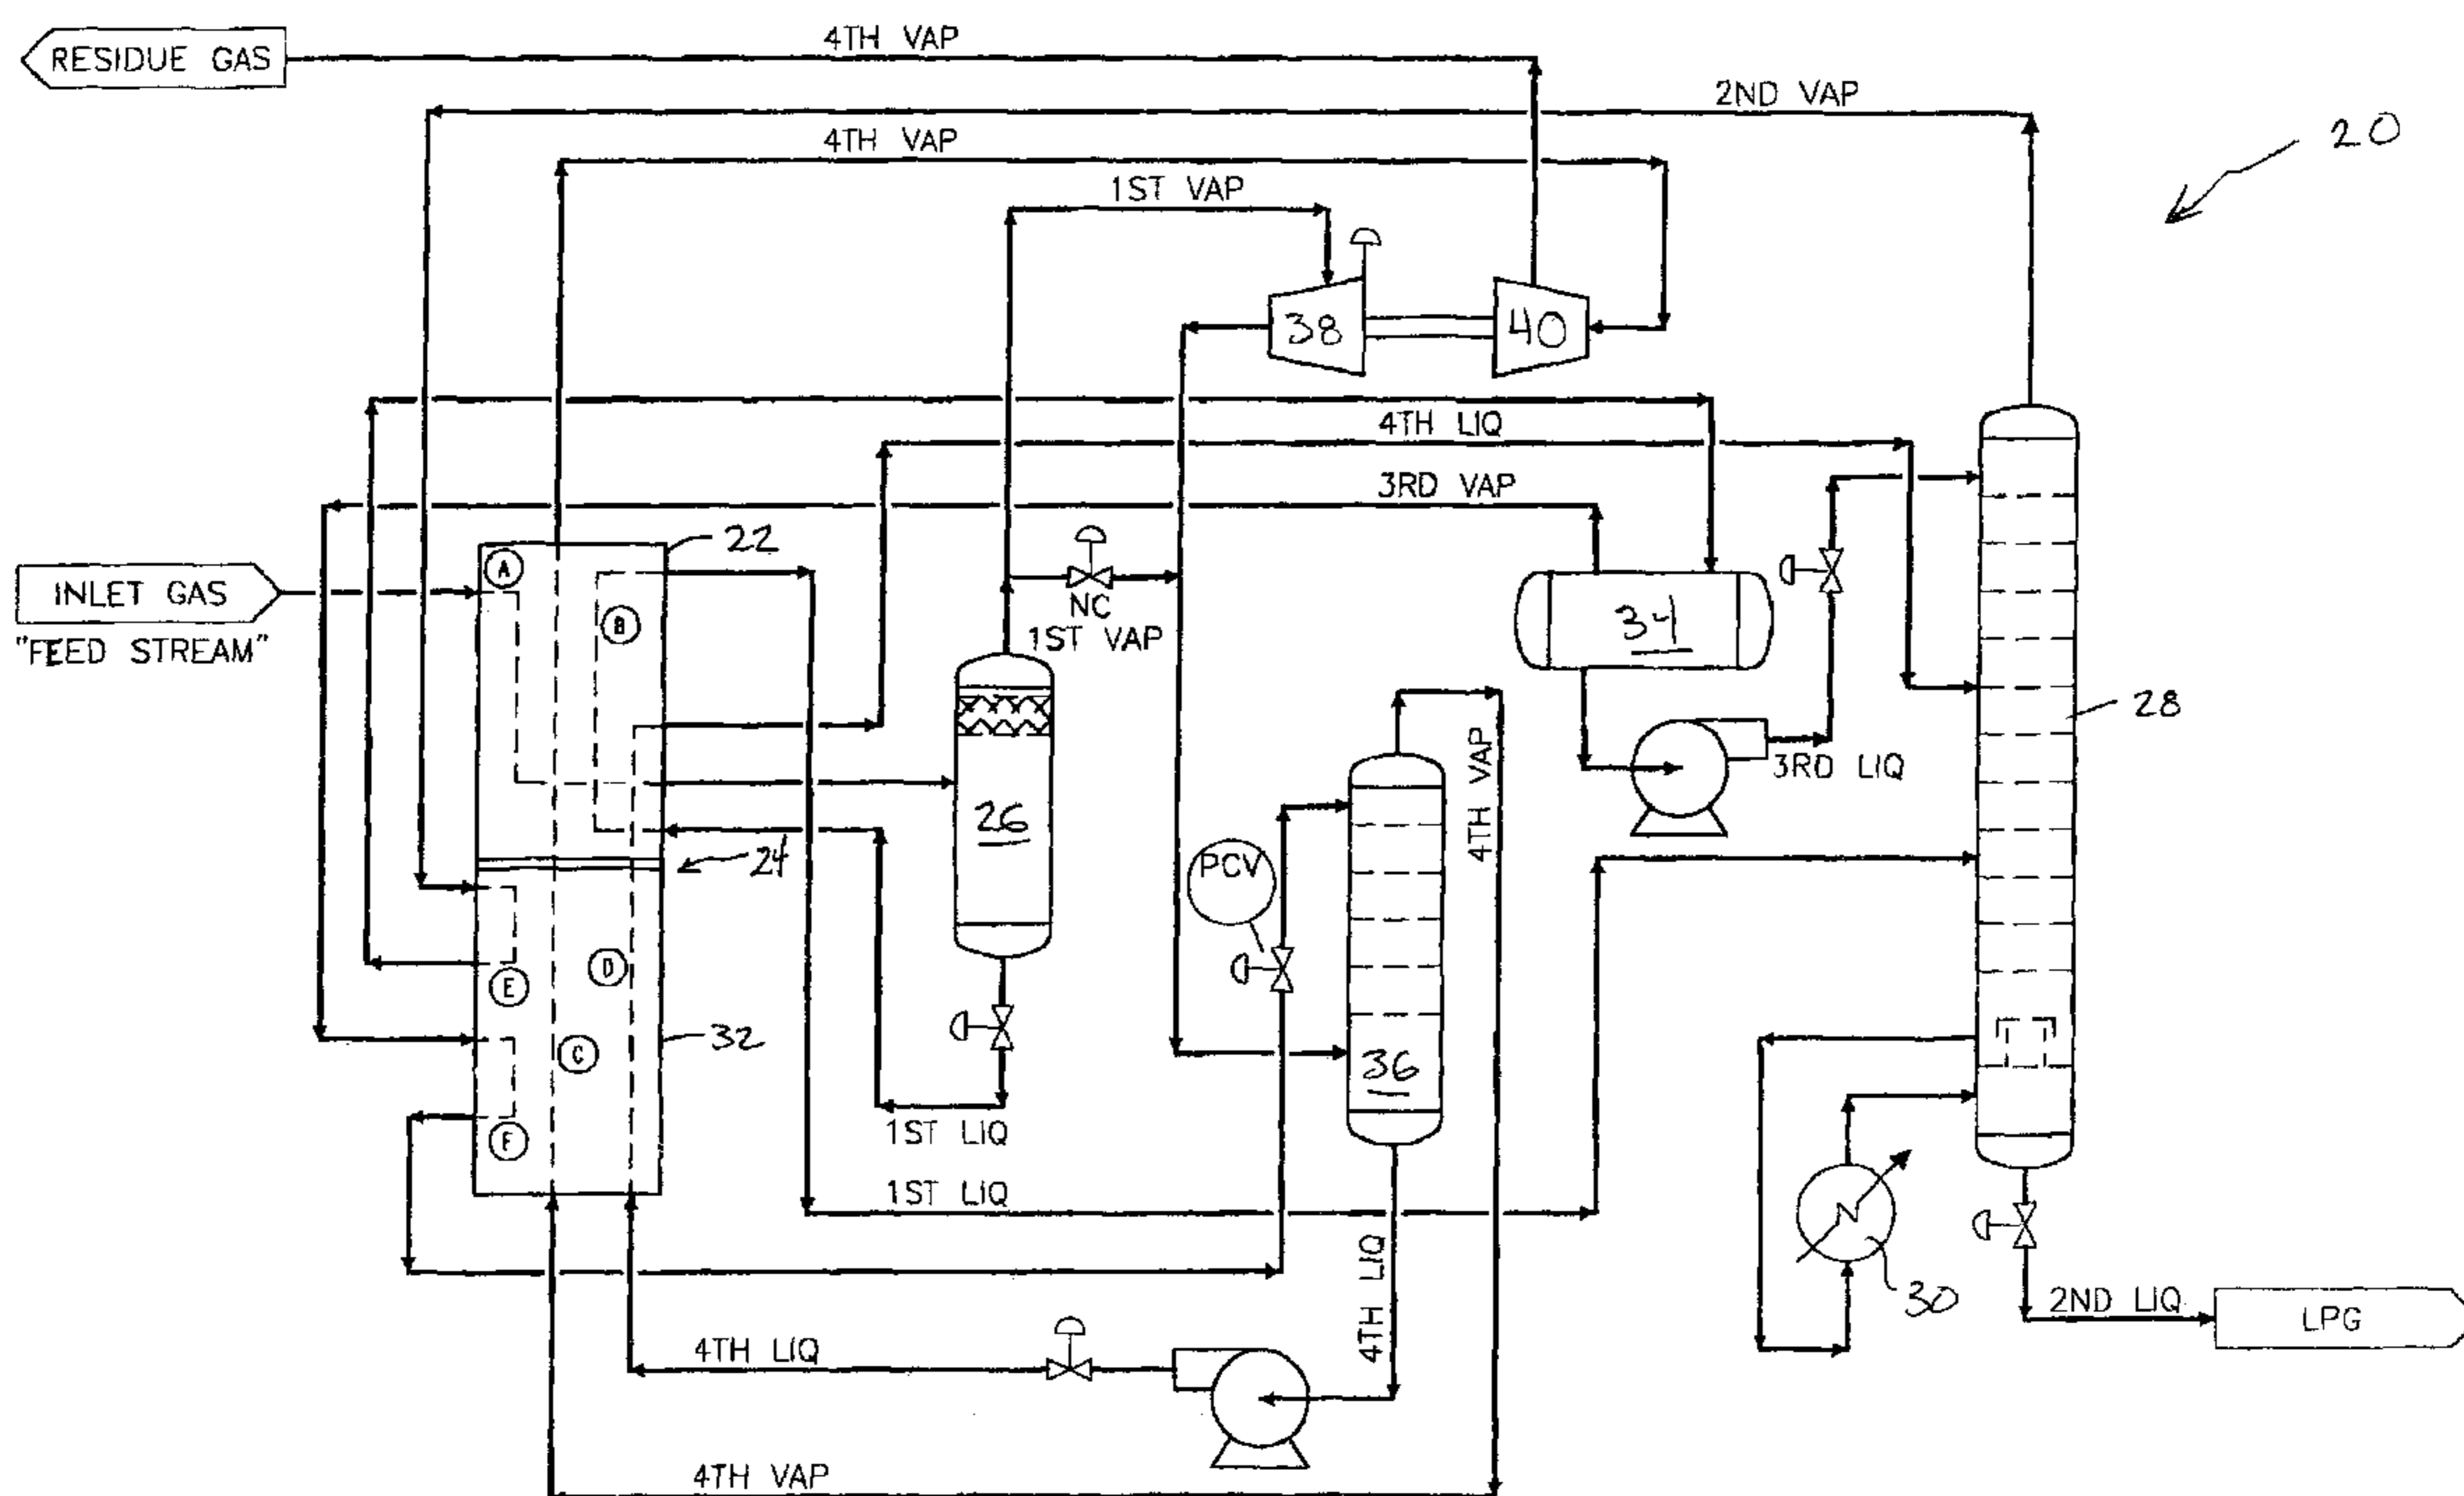 4TH VAP
RESIDUE GAS
2ND VAP
20
4TH VAP
1ST VAP
38
40
4TH LIQ
3RD VAP
22
A
INLET GAS
"FEED STREAM"
B
NC
1ST VAP
34
28
3RD LIQ
4TH VAP
26
24
PCV
D
E
32
C
36
F
1ST LIQ
1ST LIQ
4TH LIQ
N
30
2ND LIQ
LPG
4TH LIQ
4TH VAP